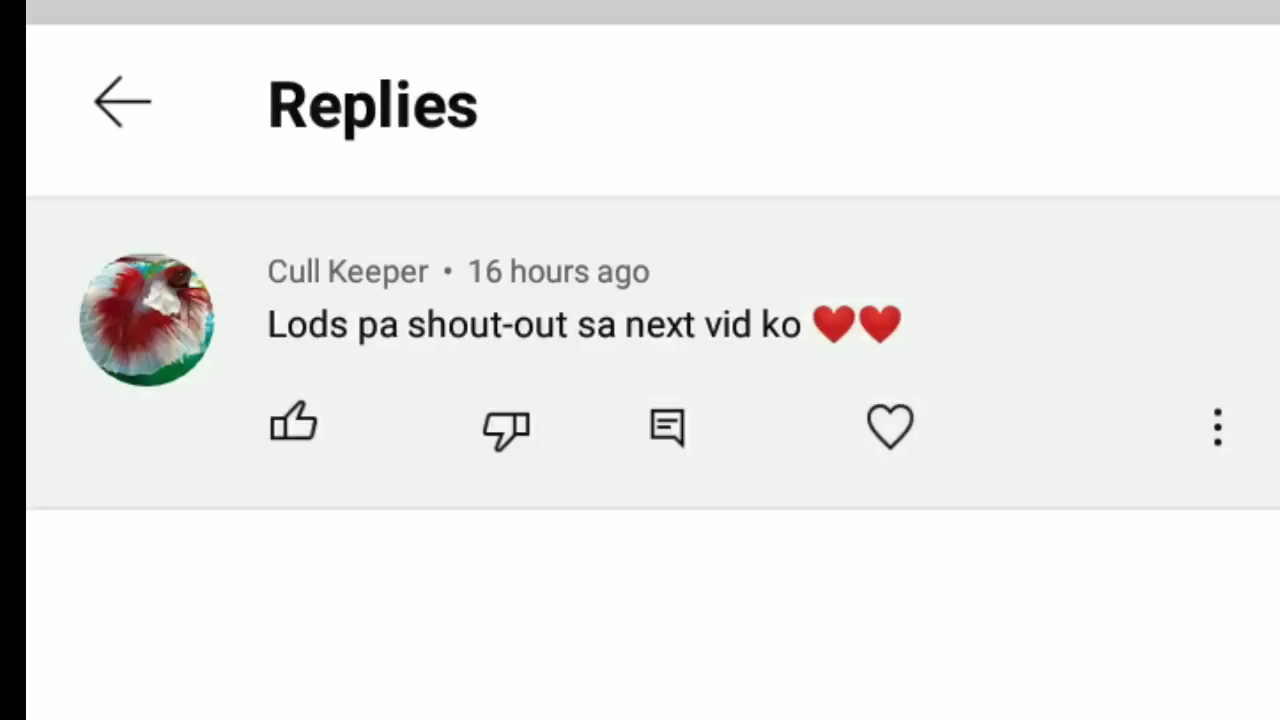 Replies
Cull Keeper • 16 hours ago
Lods pa shout-out sa next vid ko ❤️❤️